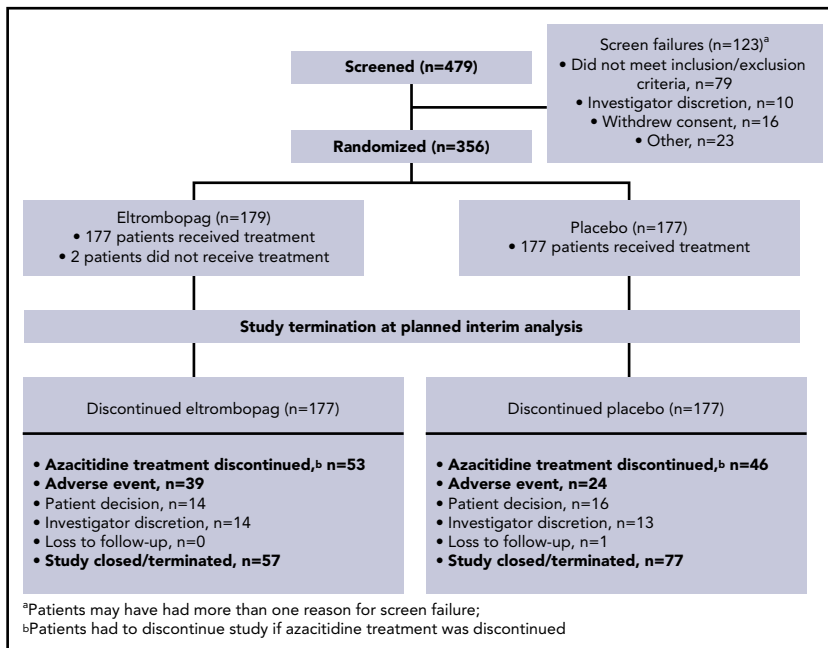 Screened (n=479)
Screen failures (n=123)a
• Did not meet inclusion/exclusion
criteria, n=79
• Investigator discretion, n=10
• Withdrew consent, n=16
• Other, n=23
Randomized (n=356)
Eltrombopag (n=179)
• 177 patients received treatment
• 2 patients did not receive treatment
Placebo (n=177)
• 177 patients received treatment
Study termination at planned interim analysis
Discontinued eltrombopag (n=177)
• Azacitidine treatment discontinued,b n=53
• Adverse event, n=39
• Patient decision, n=14
• Investigator discretion, n=14
• Loss to follow-up, n=0
• Study closed/terminated, n=57
Discontinued placebo (n=177)
• Azacitidine treatment discontinued,b n=46
• Adverse event, n=24
• Patient decision, n=16
• Investigator discretion, n=13
• Loss to follow-up, n=1
• Study closed/terminated, n=77
aPatients may have had more than one reason for screen failure;
bPatients had to discontinue study if azacitidine treatment was discontinued